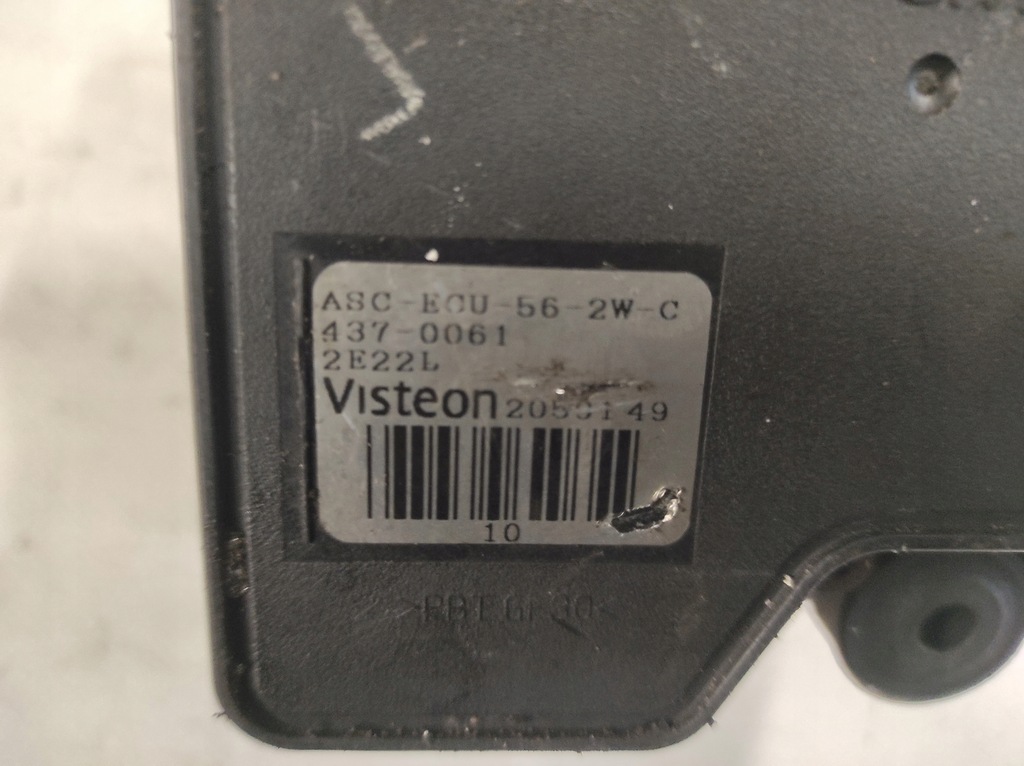 ASC-ECU-56-2W-C
437-0061
2E22L
Visteon
10